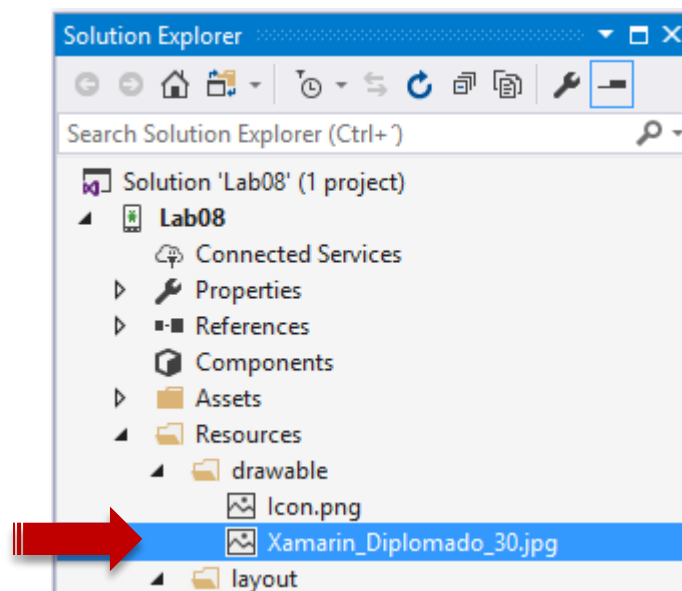 Solution Explorer
Search Solution Explorer (Ctrl+´)
Solution 'Lab08' (1 project)
Lab08
Connected Services
Properties
References
Components
Assets
Resources
drawable
Icon.png
Xamarin_Diplomado_30.jpg
layout